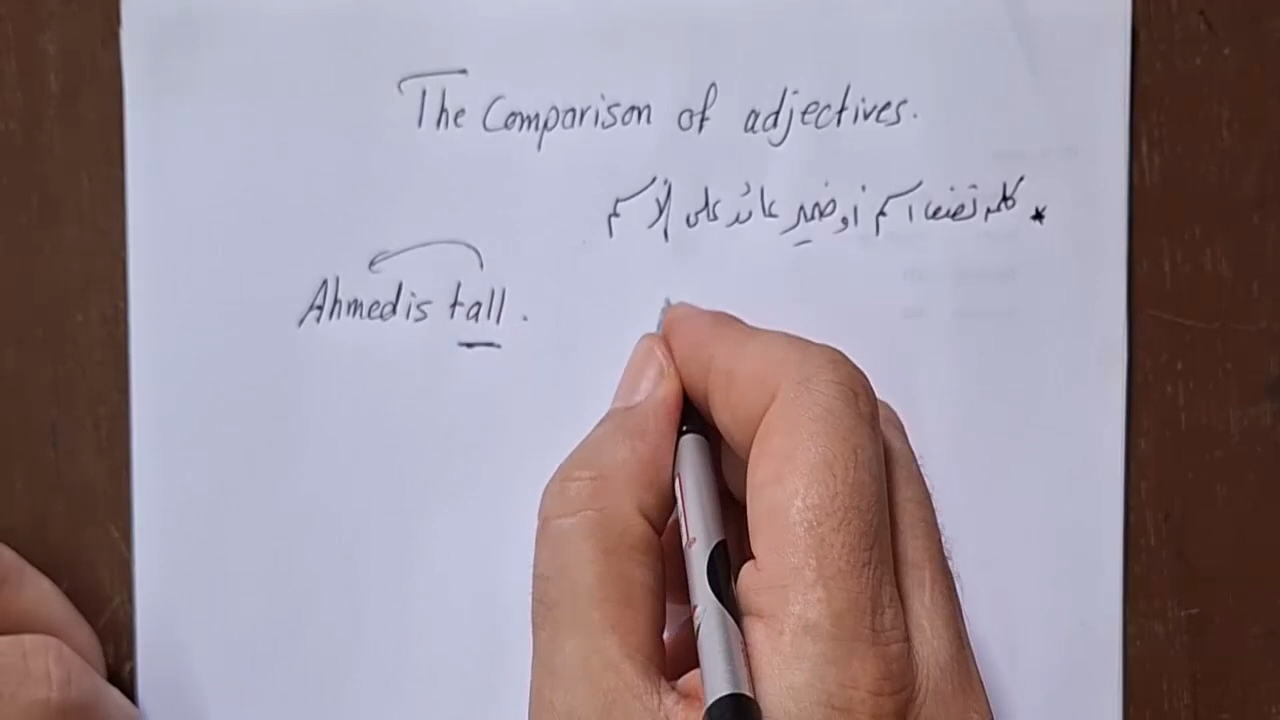 The Comparison of adjectives.
* كلمة تصف اسم أو ضمير عائد على الاسم
Ahmed is tall.